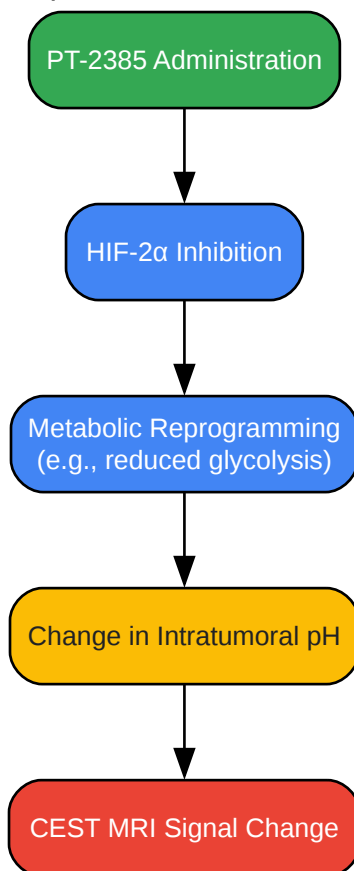 PT-2385 Administration
HIF-2α Inhibition
Metabolic Reprogramming
(e.g., reduced glycolysis)
Change in Intratumoral pH
CEST MRI Signal Change